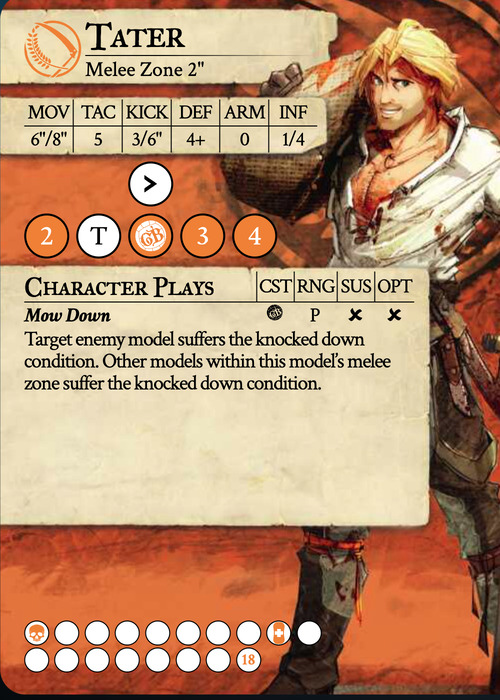 Tater
Melee Zone 2"
MOV TAC KICK DEF ARM INF
6"/8" 5 3/6" 4+ 0 1/4
>
2 T GB 3 4
Character Plays CST RNG SUS OPT
Mow Down GB P ✘ ✘
Target enemy model suffers the knocked down
condition. Other models within this model's melee
zone suffer the knocked down condition.
18